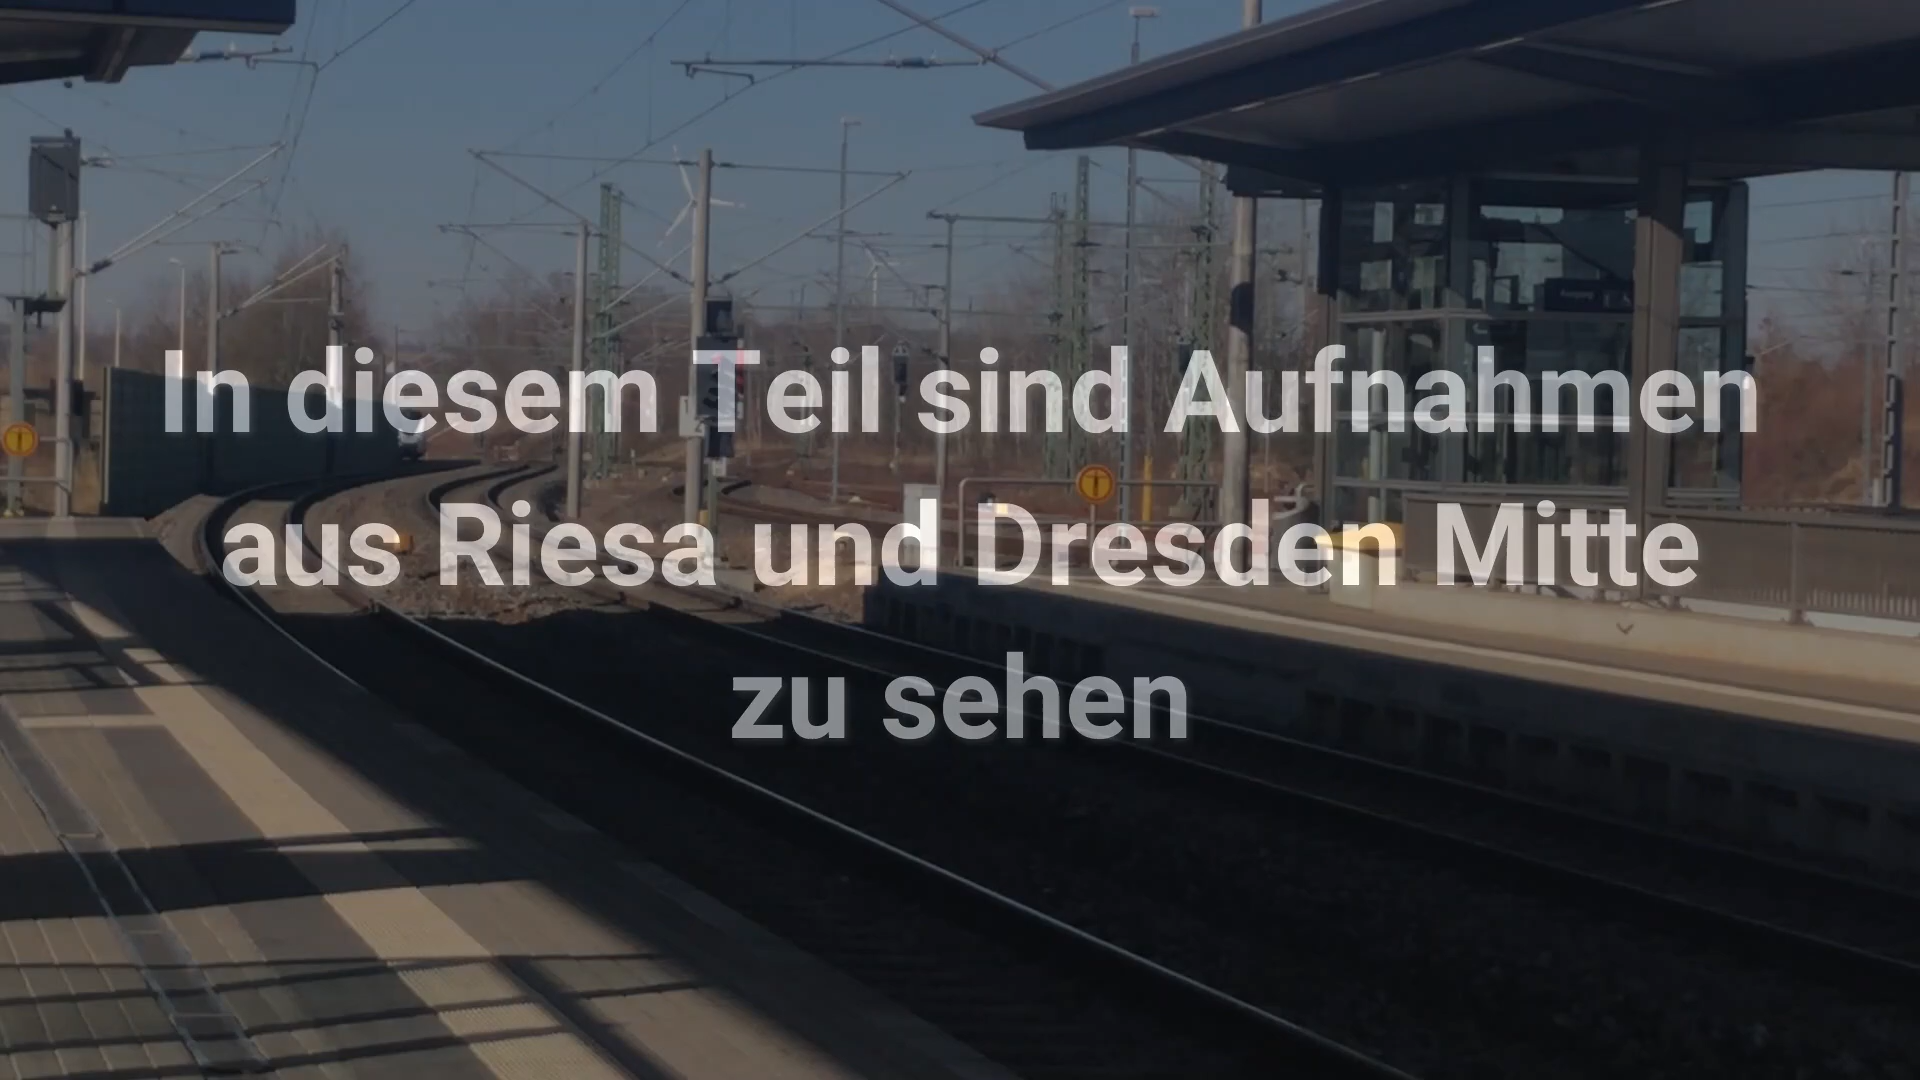 In diesem Teil sind Aufnahmen
aus Riesa und Dresden Mitte
zu sehen